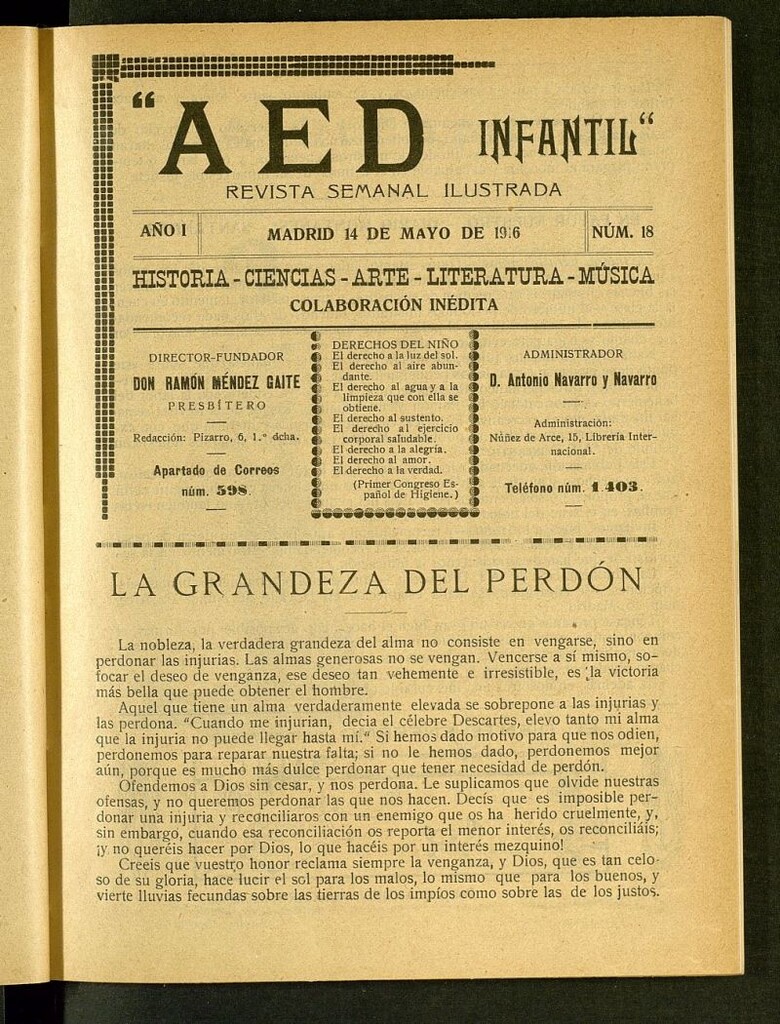 “AED INFANTIL“
REVISTA SEMANAL ILUSTRADA
AÑO I
MADRID 14 DE MAYO DE 1916
NÚM. 18
HISTORIA - CIENCIAS - ARTE - LITERATURA - MÚSICA
COLABORACIÓN INÉDITA
DIRECTOR-FUNDADOR
DON RAMÓN MÉNDEZ GAITE
PRESBÍTERO
Redacción: Pizarro, 6, 1.º dcha.
Apartado de Correos
núm. 598.
DERECHOS DEL NIÑO
El derecho a la luz del sol.
El derecho al aire abun-
dante.
El derecho al agua y a la
limpieza que con ella se
obtiene.
El derecho al sustento.
El derecho al ejercicio
corporal saludable.
El derecho a la alegría.
El derecho al amor.
El derecho a la verdad.
(Primer Congreso Es-
pañol de Higiene.)
ADMINISTRADOR
D. Antonio Navarro y Navarro
Administración:
Núñez de Arce, 15, Librería Inter-
nacional.
Teléfono núm. 1.403.
LA GRANDEZA DEL PERDÓN
La nobleza, la verdadera grandeza del alma no consiste en vengarse, sino en
perdonar las injurias. Las almas generosas no se vengan. Vencerse a sí mismo, so-
focar el deseo de venganza, ese deseo tan vehemente e irresistible, es la victoria
más bella que puede obtener el hombre.
Aquel que tiene un alma verdaderamente elevada se sobrepone a las injurias y
las perdona. “Cuando me injurian, decia el célebre Descartes, elevo tanto mi alma
que la injuria no puede llegar hasta mí.“ Si hemos dado motivo para que nos odien,
perdonemos para reparar nuestra falta; si no le hemos dado, perdonemos mejor
aún, porque es mucho más dulce perdonar que tener necesidad de perdón.
Ofendemos a Dios sin cesar, y nos perdona. Le suplicamos que olvide nuestras
ofensas, y no queremos perdonar las que nos hacen. Decís que es imposible per-
donar una injuria y reconciliaros con un enemigo que os ha herido cruelmente, y,
sin embargo, cuando esa reconciliación os reporta el menor interés, os reconciliáis;
¡y no queréis hacer por Dios, lo que hacéis por un interés mezquino!
Creeis que vuestro honor reclama siempre la venganza, y Dios, que es tan celo-
so de su gloria, hace lucir el sol para los malos, lo mismo que para los buenos, y
vierte lluvias fecundas sobre las tierras de los impíos como sobre las de los justos.